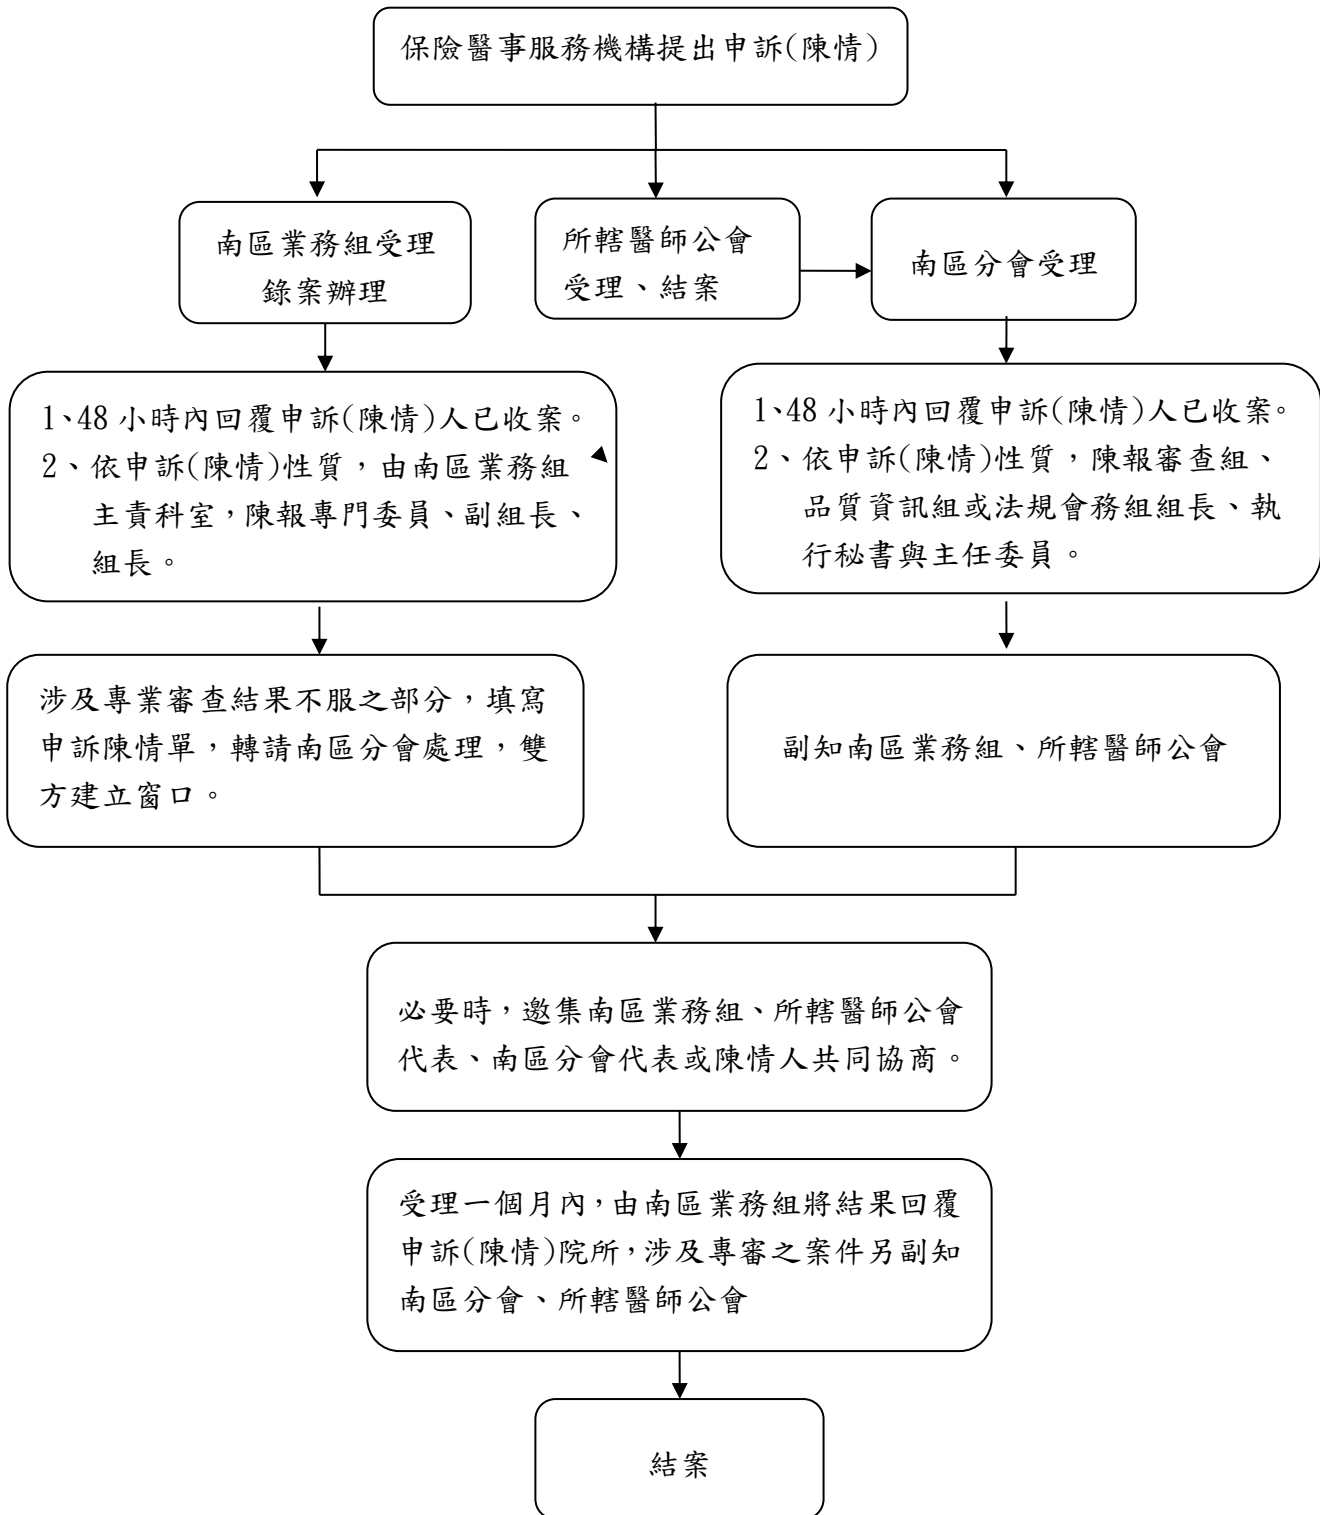 保險醫事服務機構提出申訴(陳情)
南區業務組受理
錄案辦理
所轄醫師公會
受理、結案
南區分會受理
1、48 小時內回覆申訴(陳情)人已收案。
2、依申訴(陳情)性質，由南區業務組
主責科室，陳報專門委員、副組長、
組長。
1、48 小時內回覆申訴(陳情)人已收案。
2、依申訴(陳情)性質，陳報審查組、
品質資訊組或法規會務組組長、執
行秘書與主任委員。
涉及專業審查結果不服之部分，填寫
申訴陳情單，轉請南區分會處理，雙
方建立窗口。
副知南區業務組、所轄醫師公會
必要時，邀集南區業務組、所轄醫師公會
代表、南區分會代表或陳情人共同協商。
受理一個月內，由南區業務組將結果回覆
申訴(陳情)院所，涉及專審之案件另副知
南區分會、所轄醫師公會
結案